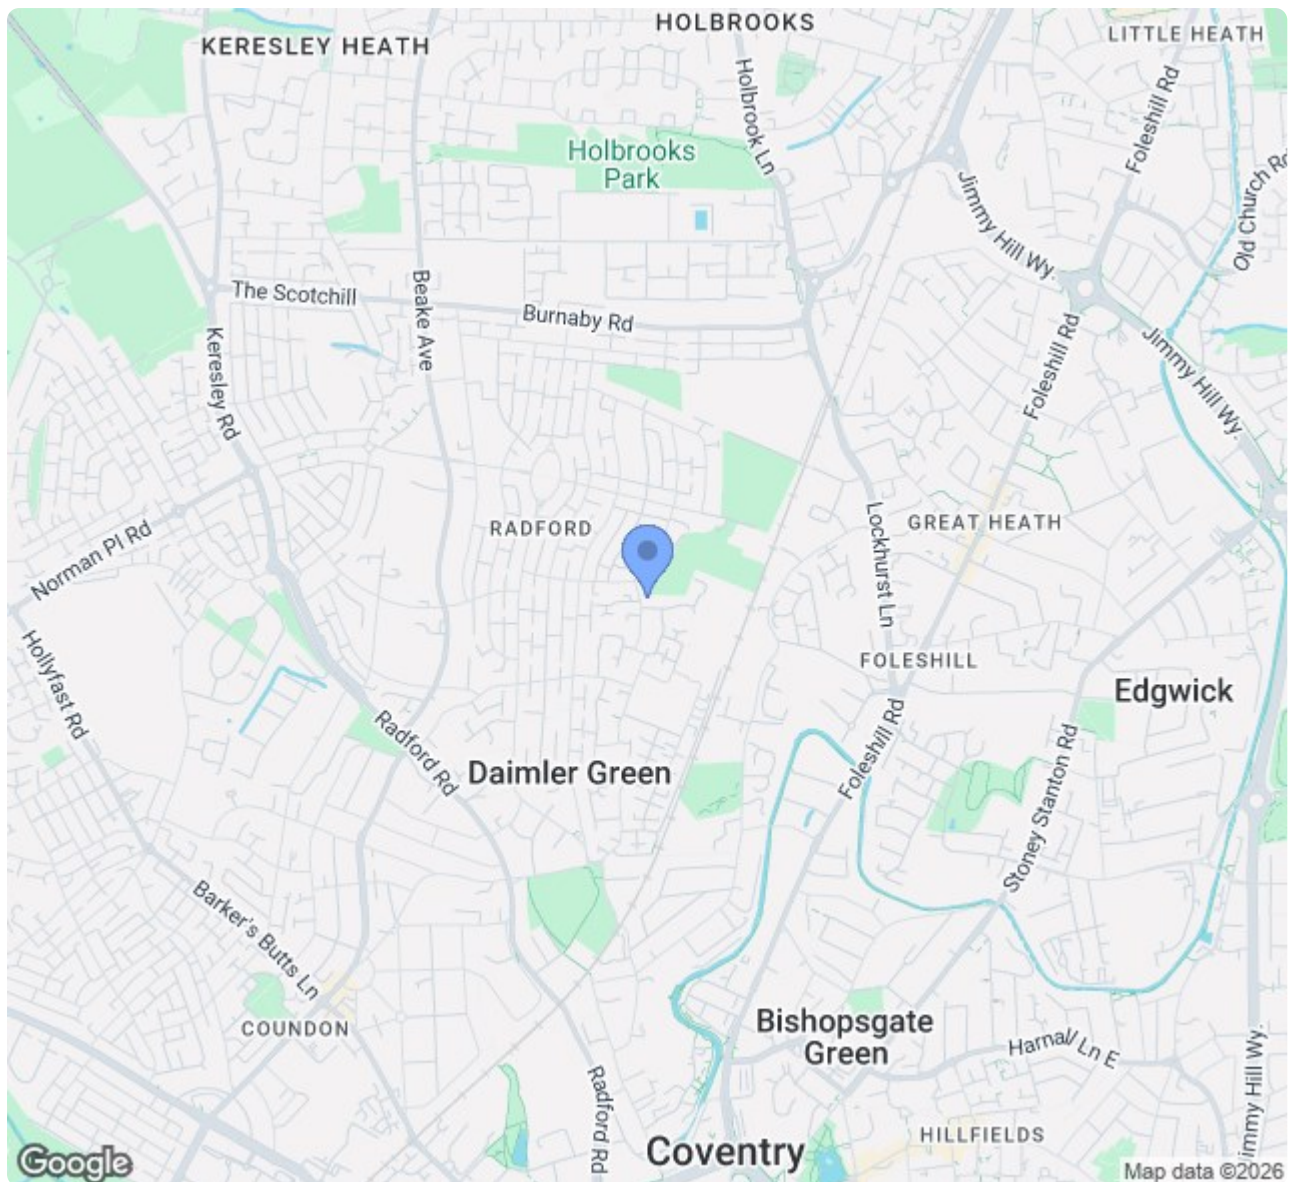 HOLBROOKS
KERESLEY HEATH
LITTLE HEATH
Holbrook Ln
Foleshill Rd
Holbrooks
Park
Old Church Rd
Jimmy Hill Wy.
Beake Ave
The Scotchill
Burnaby Rd
Keresley Rd
Foleshill Rd
Jimmy Hill Wy.
RADFORD
Lockhurst Ln
GREAT HEATH
Norman Pl Rd
Hollyfast Rd
FOLESHILL
Edgwick
Radford Rd
Daimler Green
Foleshill Rd
Stoney Stanton Rd
Barker's Butts Ln
COUNDON
Bishopsgate
Green
Harnall Ln E
Jimmy Hill Wy.
Radford Rd
HILLFIELDS
Coventry
Google
Map data ©2026